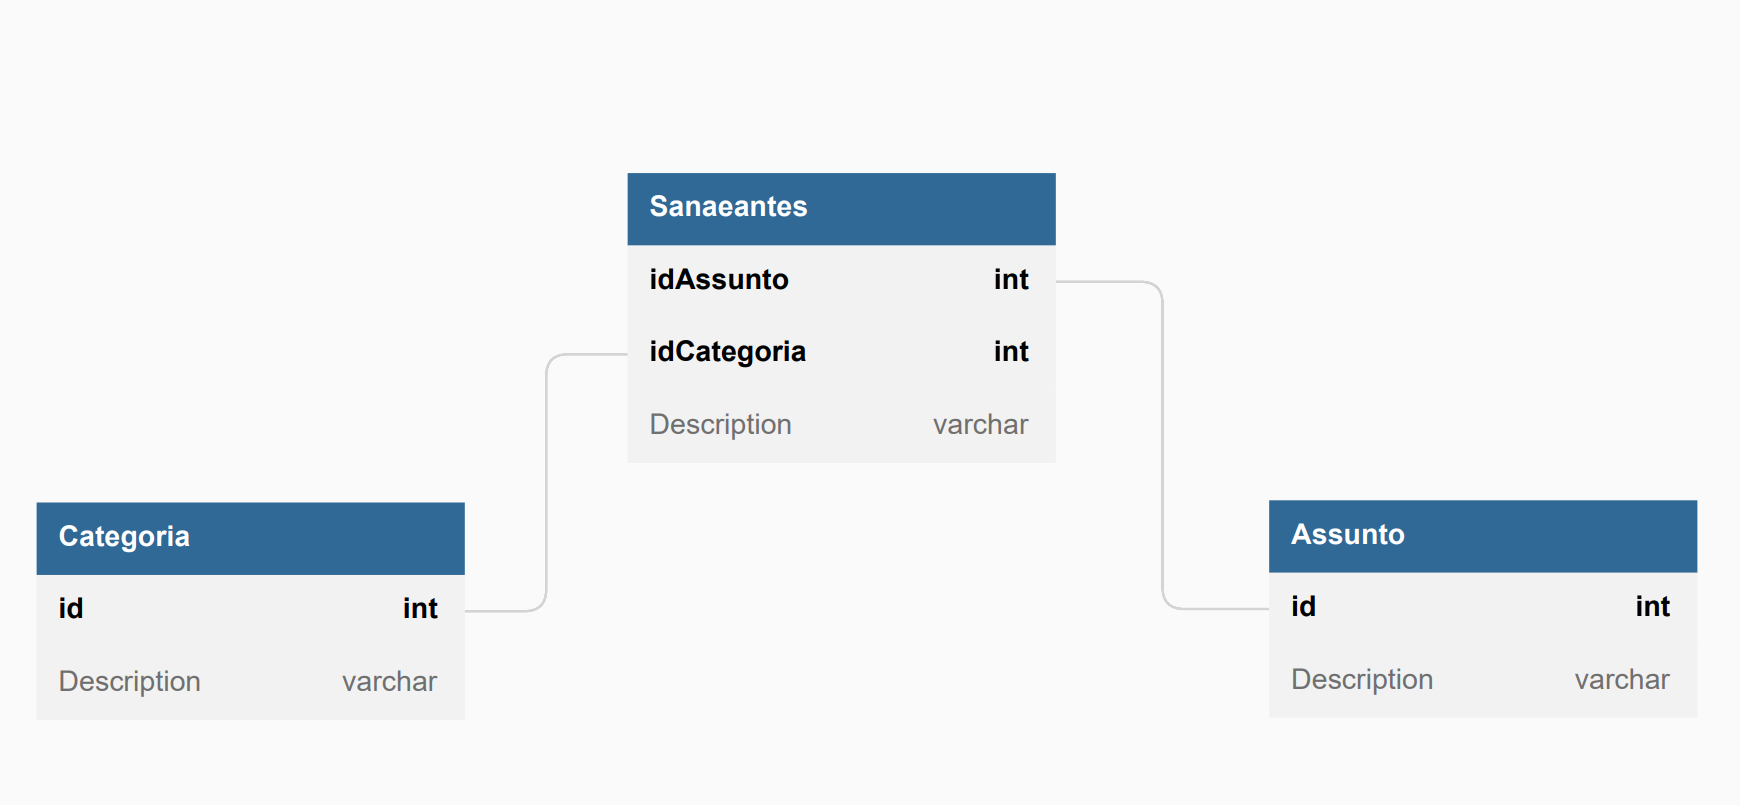 Sanaeantes
idAssunto int
idCategoria int
Description varchar
Categoria
id int
Description varchar
Assunto
id int
Description varchar